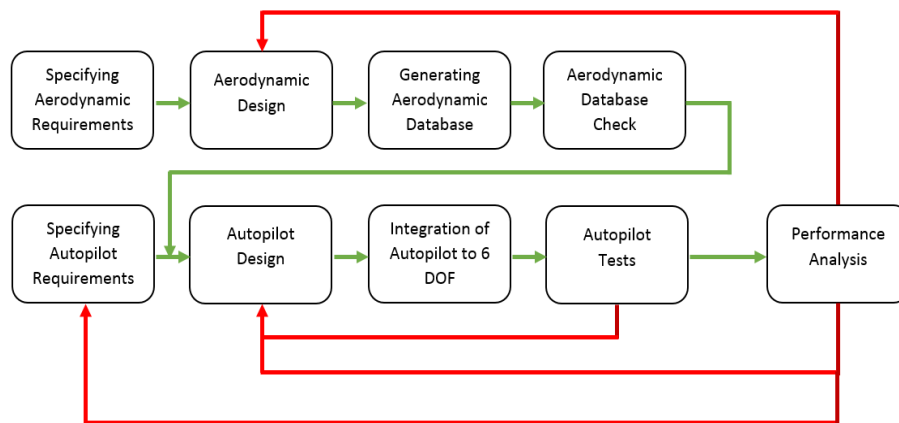 Specifying
Aerodynamic
Requirements
Aerodynamic
Design
Generating
Aerodynamic
Database
Aerodynamic
Database
Check
Specifying
Autopilot
Requirements
Autopilot
Design
Integration of
Autopilot to 6
DOF
Autopilot
Tests
Performance
Analysis